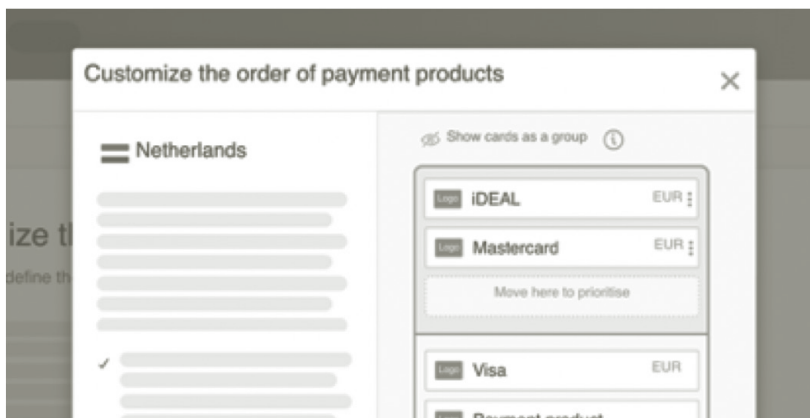 Customize the order of payment products
Netherlands
Show cards as a group
Logo iDEAL EUR
Logo Mastercard EUR
Move here to prioritise
Logo Visa EUR
Logo Payment product
ize t
define th